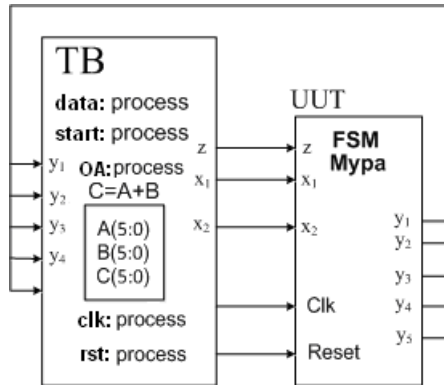 TB
data: process
start: process
OA:process
C=A+B
A(5:0)
B(5:0)
C(5:0)
clk: process
rst: process
y1
y2
y3
y4
z
x1
x2
UUT
FSM
Mypa
z
x1
x2
Clk
Reset
y1
y2
y3
y4
y5